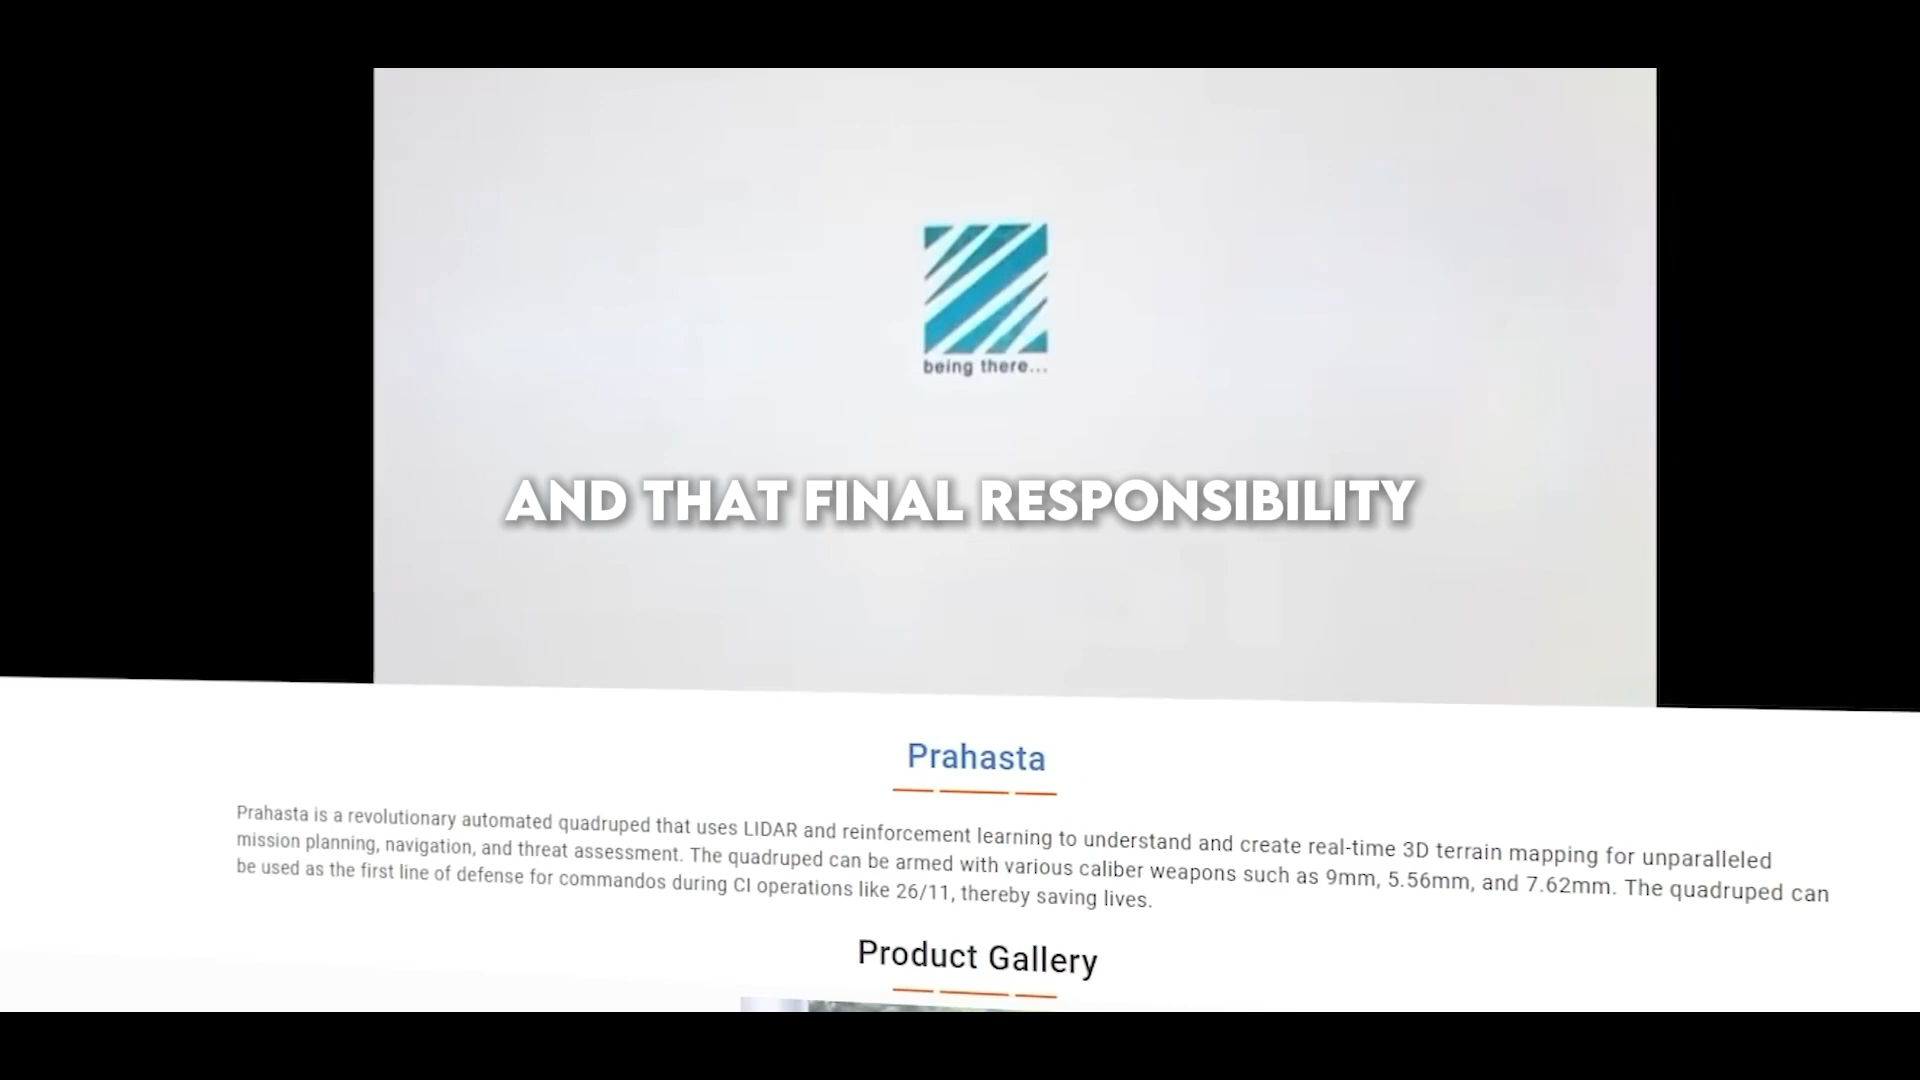 being there...
AND THAT FINAL RESPONSIBILITY
Prahasta
Prahasta is a revolutionary automated quadruped that uses LIDAR and reinforcement learning to understand and create real-time 3D terrain mapping for unparalleled
mission planning, navigation, and threat assessment. The quadruped can be armed with various caliber weapons such as 9mm, 5.56mm, and 7.62mm. The quadruped can
be used as the first line of defense for commandos during CI operations like 26/11, thereby saving lives.
Product Gallery